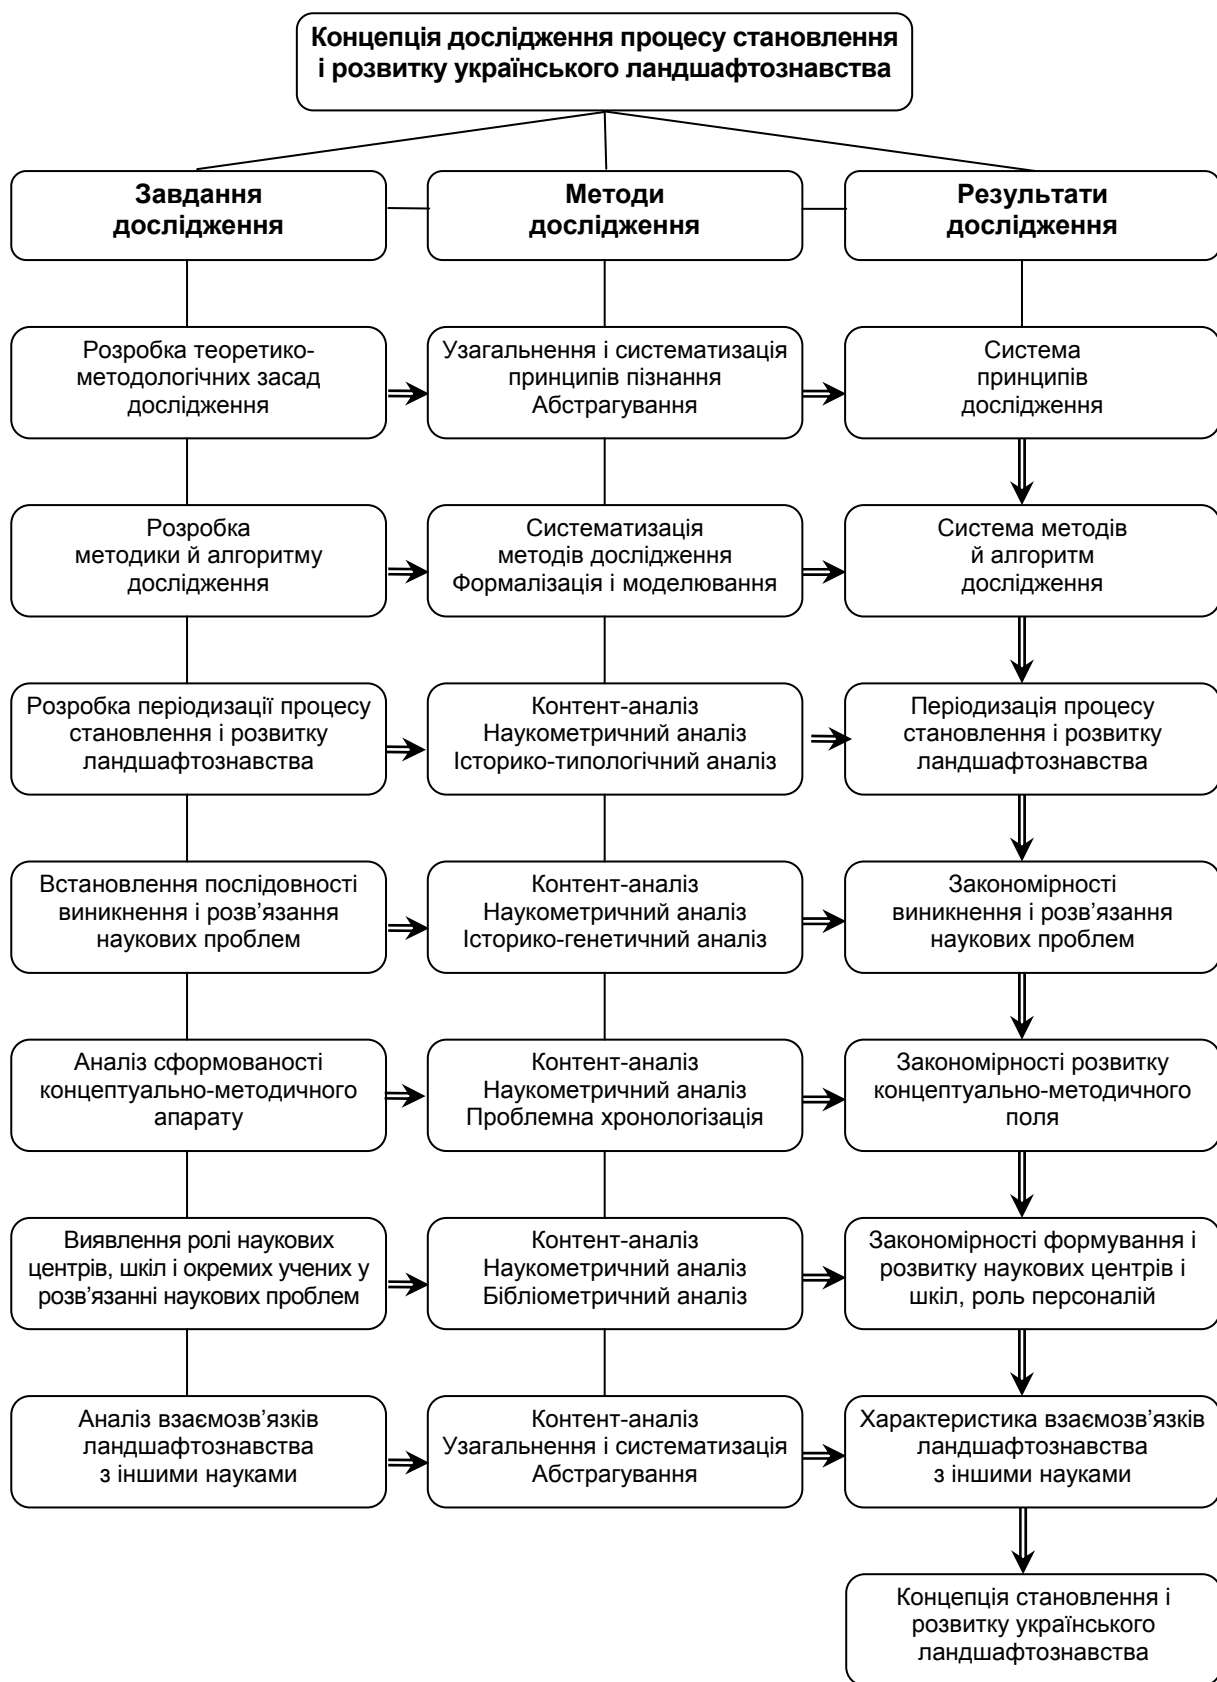 Концепція дослідження процесу становлення
і розвитку українського ландшафтознавства
Завдання
дослідження
Методи
дослідження
Результати
дослідження
Розробка теоретико-
методологічних засад
дослідження
Узагальнення і систематизація
принципів пізнання
Абстрагування
Система
принципів
дослідження
Розробка
методики й алгоритму
дослідження
Систематизація
методів дослідження
Формалізація і моделювання
Система методів
й алгоритм
дослідження
Розробка періодизації процесу
становлення і розвитку
ландшафтознавства
Контент-аналіз
Наукометричний аналіз
Історико-типологічний аналіз
Періодизація процесу
становлення і розвитку
ландшафтознавства
Встановлення послідовності
виникнення і розв’язання
наукових проблем
Контент-аналіз
Наукометричний аналіз
Історико-генетичний аналіз
Закономірності
виникнення і розв’язання
наукових проблем
Аналіз сформованості
концептуально-методичного
апарату
Контент-аналіз
Наукометричний аналіз
Проблемна хронологізація
Закономірності розвитку
концептуально-методичного
поля
Виявлення ролі наукових
центрів, шкіл і окремих учених у
розв’язанні наукових проблем
Контент-аналіз
Наукометричний аналіз
Бібліометричний аналіз
Закономірності формування і
розвитку наукових центрів і
шкіл, роль персоналій
Аналіз взаємозв’язків
ландшафтознавства
з іншими науками
Контент-аналіз
Узагальнення і систематизація
Абстрагування
Характеристика взаємозв’язків
ландшафтознавства
з іншими науками
Концепція становлення і
розвитку українського
ландшафтознавства